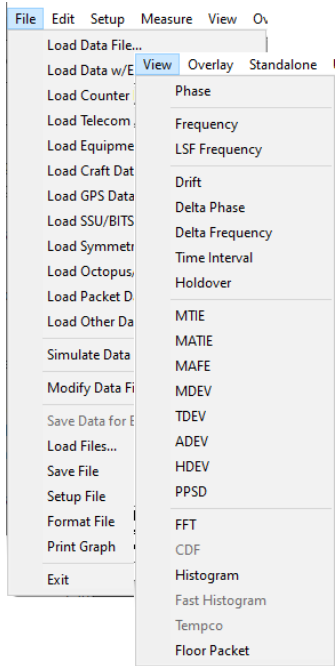 File Edit Setup Measure View
Load Data File...
Load Data w/E
Load Counter
Load Telecom
Load Equipme
Load Craft Dat
Load GPS Data
Load SSU/BITS
Load Symmetr
Load Octopus/
Load Packet D
Load Other Da
Simulate Data
Modify Data Fi
Save Data for E
Load Files...
Save File
Setup File
Format File
Print Graph
Exit
View Overlay Standalone
Phase
Frequency
LSF Frequency
Drift
Delta Phase
Delta Frequency
Time Interval
Holdover
MTIE
MATIE
MAFE
MDEV
TDEV
ADEV
HDEV
PPSD
FFT
CDF
Histogram
Fast Histogram
Tempco
Floor Packet